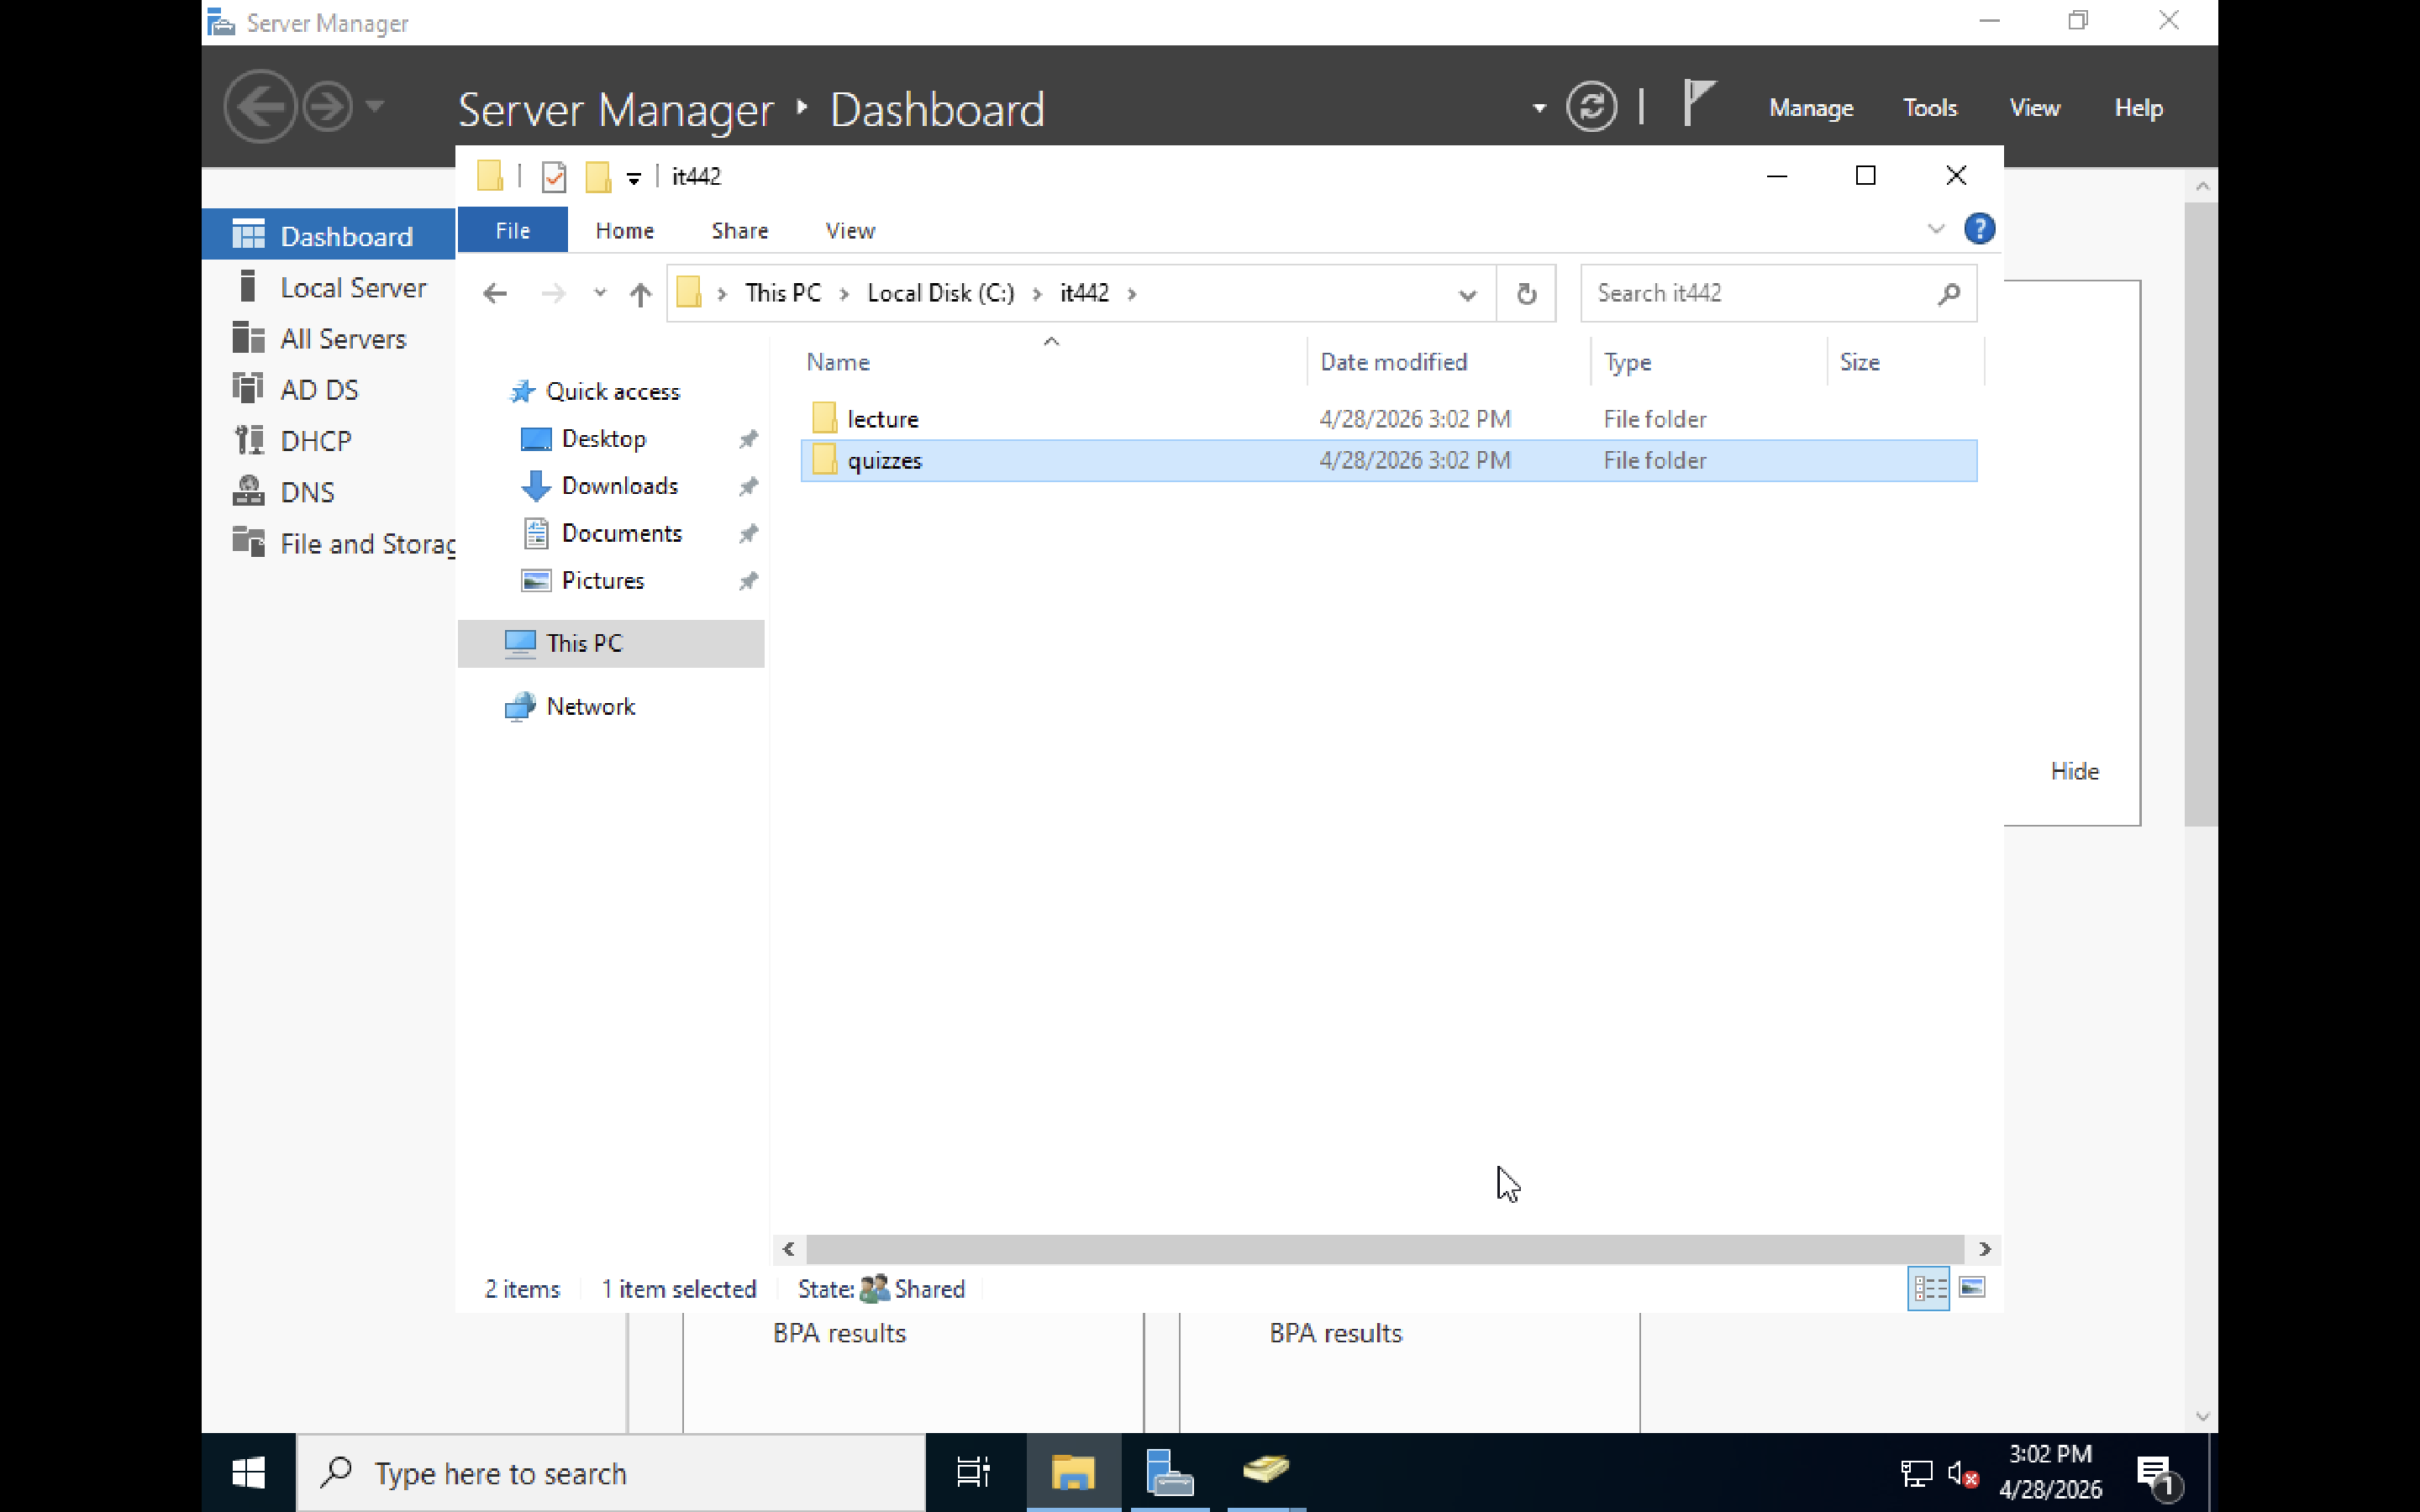 Server Manager
Server Manager Dashboard
Manage Tools View Help
it442
File Home Share View
This PC Local Disk (C:) it442
Search it442
Dashboard
Local Server
All Servers
AD DS
DHCP
DNS
File and Storag
Quick access
Desktop
Downloads
Documents
Pictures
This PC
Network
Name Date modified Type Size
lecture 4/28/2026 3:02 PM File folder
quizzes 4/28/2026 3:02 PM File folder
Hide
2 items 1 item selected State: Shared
BPA results
BPA results
Type here to search
3:02 PM
4/28/2026
1